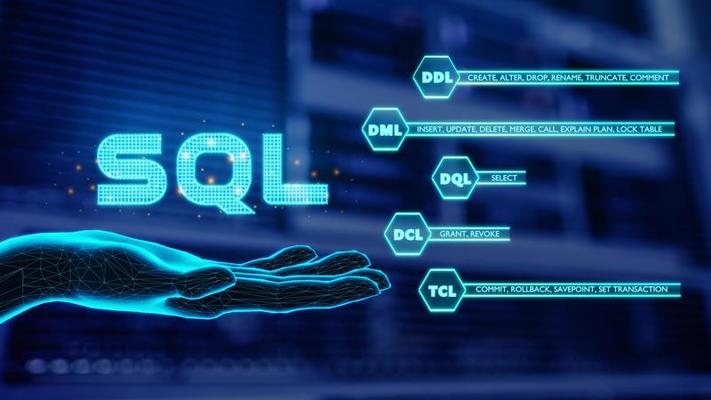 SQL
DDL CREATE, ALTER, DROP, RENAME, TRUNCATE, COMMENT
DML INSERT, UPDATE, DELETE, MERGE, CALL, EXPLAIN PLAN, LOCK TABLE
DQL SELECT
DCL GRANT, REVOKE
TCL COMMIT, ROLLBACK, SAVEPOINT, SET TRANSACTION